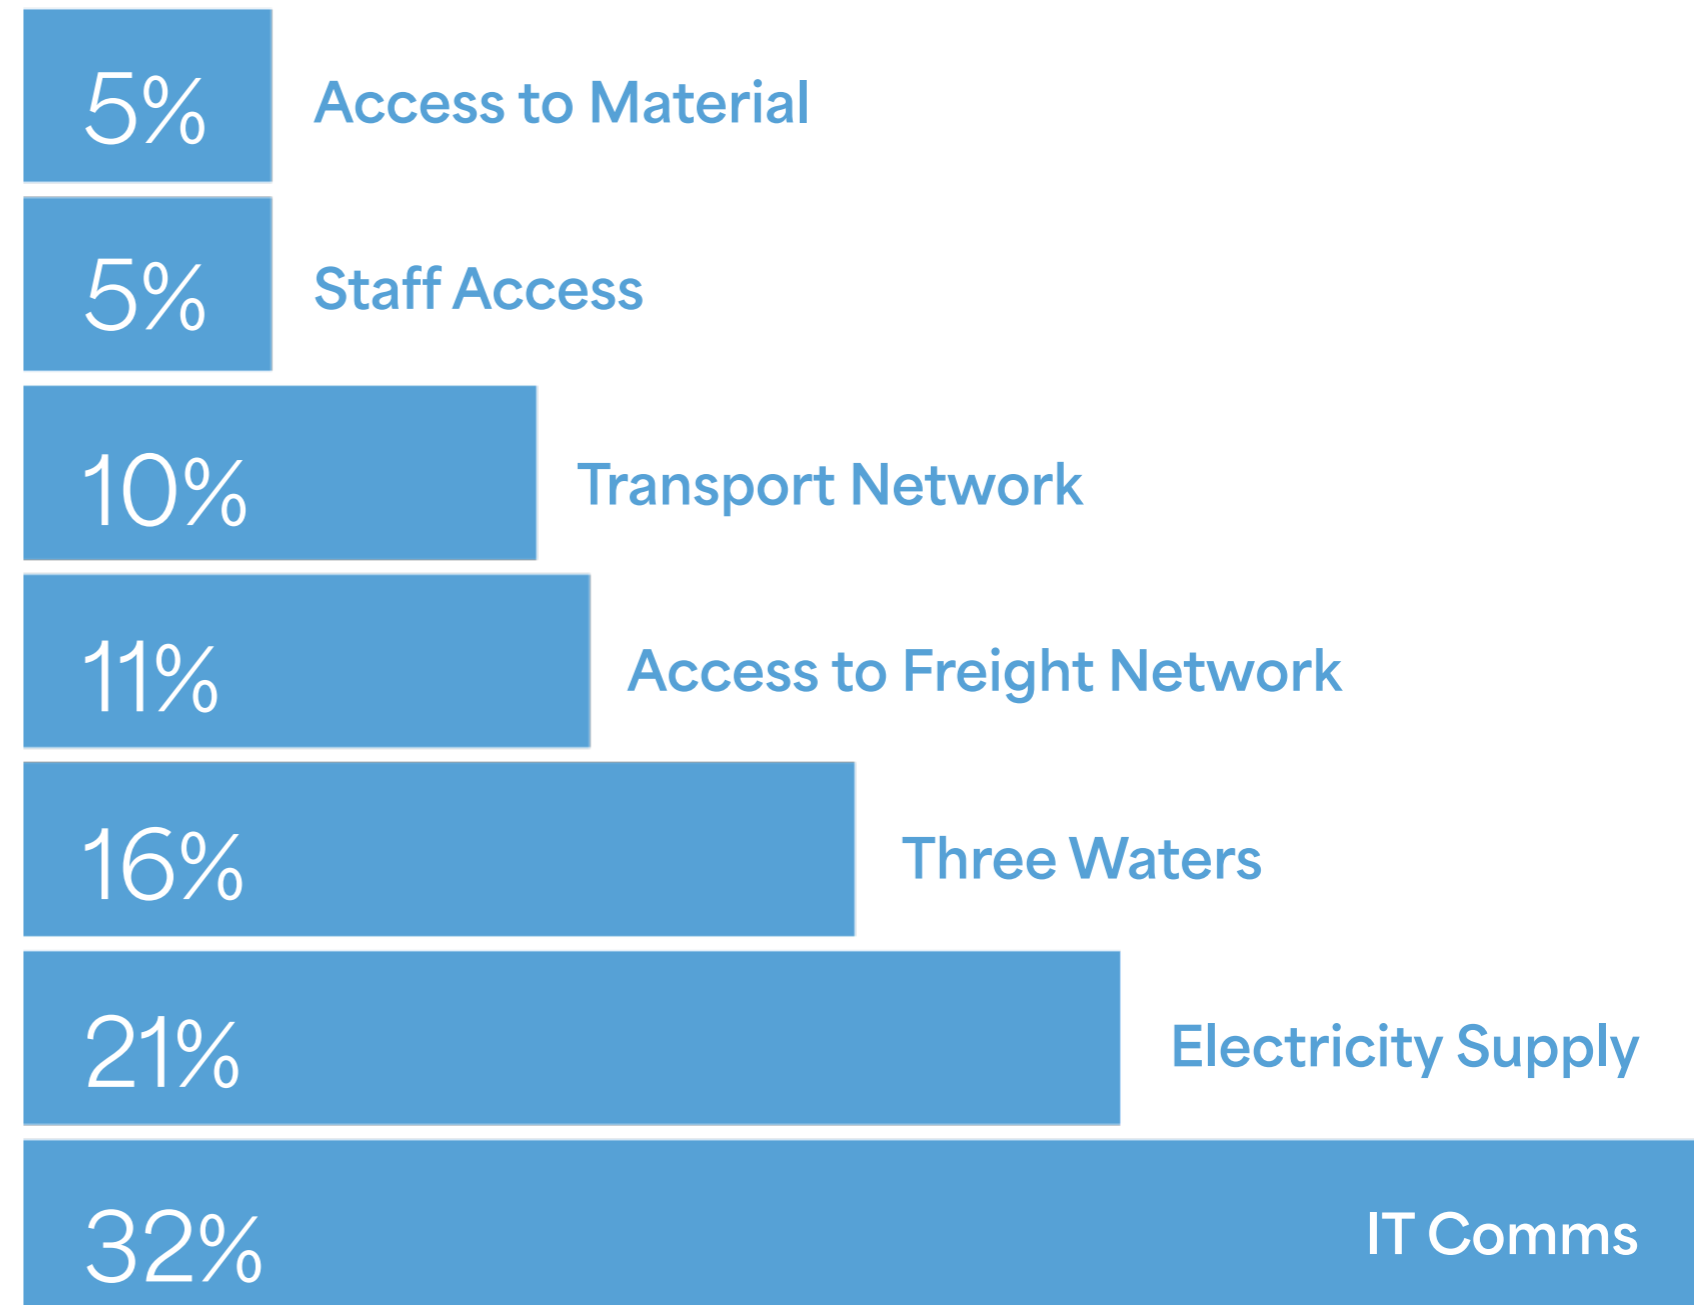 5% Access to Material
5% Staff Access
10% Transport Network
11% Access to Freight Network
16% Three Waters
21% Electricity Supply
32% IT Comms